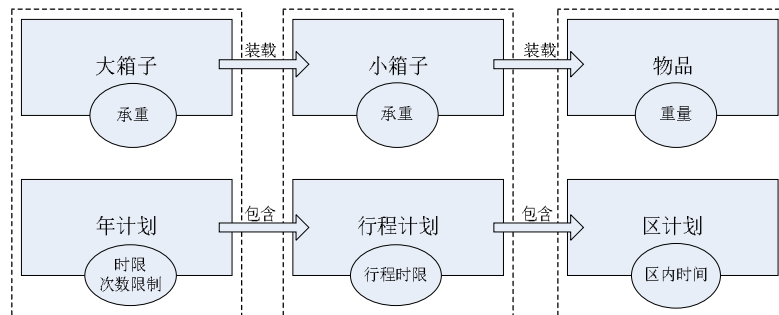 大箱子
装载
小箱子
装载
物品
承重
承重
重量
年计划
包含
行程计划
包含
区计划
时限
次数限制
行程时限
区内时间